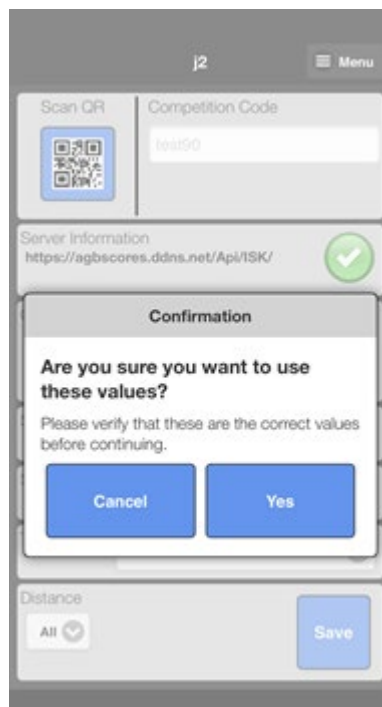 j2
Menu
Scan QR
Competition Code
test90
Server Information
https://agbscores.ddns.net/Api/ISK/
Confirmation
Are you sure you want to use
these values?
Please verify that these are the correct values
before continuing.
Cancel
Yes
Distance
All
Save